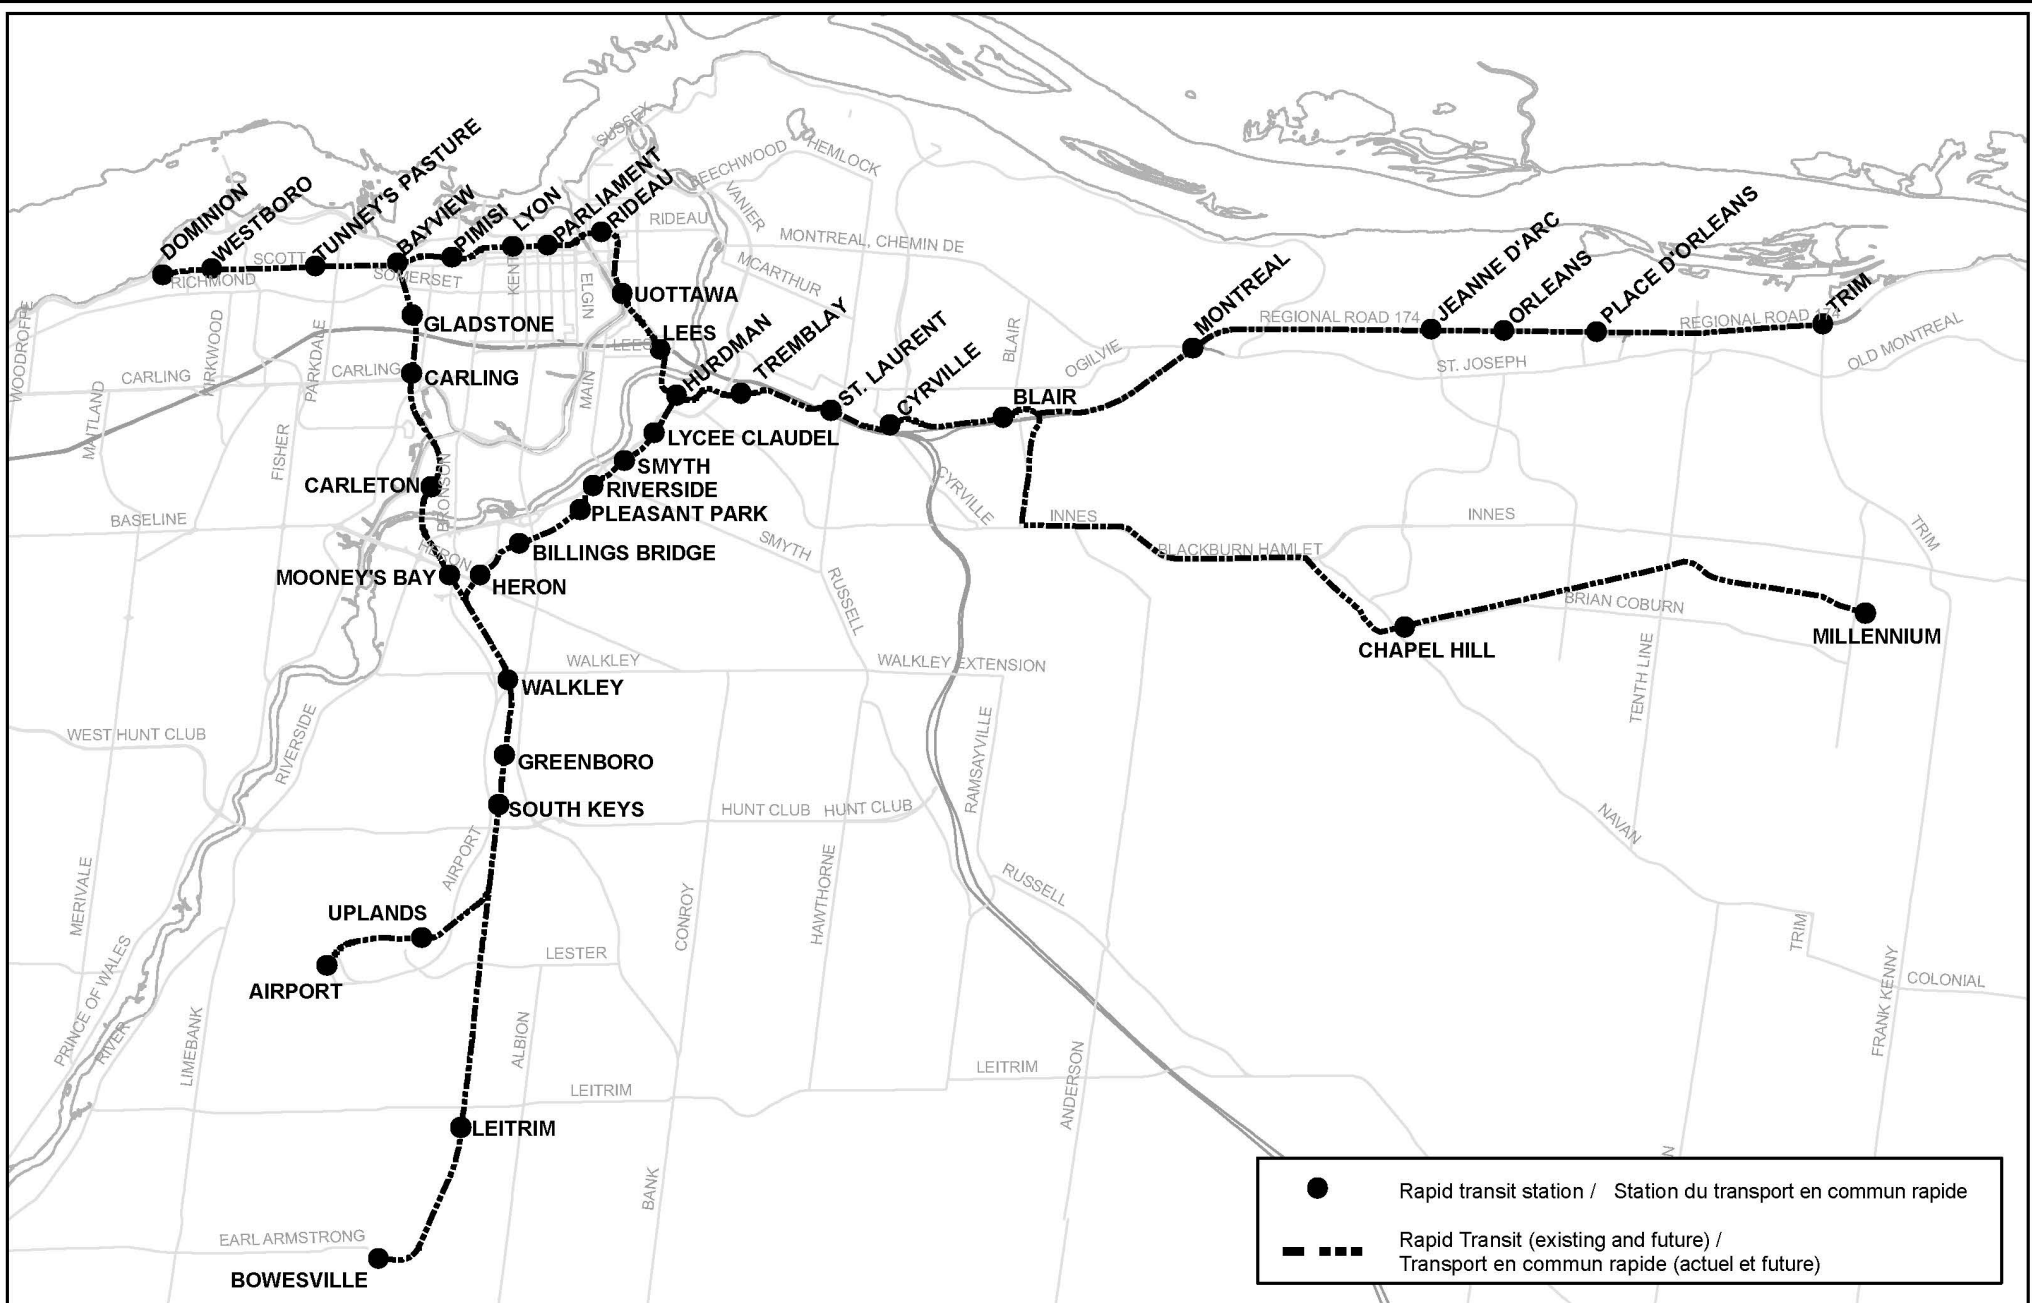 SUSSEX
BEECHWOOD
HEMLOCK
VANIER
RIDEAU
MONTREAL, CHEMIN DE
MCARTHUR
DOMINION
WESTBORO
TUNNEY'S PASTURE
BAYVIEW
PIMISI
LYON
PARLIAMENT
RIDEAU
SCOTT
RICHMOND
SOMERSET
KENT
ELGIN
UOTTAWA
GLADSTONE
LEES
LEES
HURDMAN
TREMBLAY
ST. LAURENT
CYRVILLE
BLAIR
OGILVIE
MONTREAL
REGIONAL ROAD 174
JEANNE D'ARC
ORLEANS
PLACE D'ORLEANS
REGIONAL ROAD 174
TRIM
OLD MONTREAL
ST. JOSEPH
WOODROFFE
CARLING
KIRKWOOD
PARKDALE
CARLING
CARLING
MAIN
BLAIR
MAITLAND
FISHER
LYCEE CLAUDEL
SMYTH
RIVERSIDE
PLEASANT PARK
CARLETON
BRONSON
BASELINE
HERON
BILLINGS BRIDGE
MOONEY'S BAY
HERON
SMYTH
RUSSELL
CYRVILLE
INNES
BLACKBURN HAMLET
INNES
TRIM
BRIAN COBURN
CHAPEL HILL
MILLENNIUM
TENTH LINE
WALKLEY
WALKLEY EXTENSION
WALKLEY
WEST HUNT CLUB
RIVERSIDE
GREENBORO
SOUTH KEYS
HUNT CLUB
HUNT CLUB
RAMSAYVILLE
NAVAN
AIRPORT
MERIVALE
RUSSELL
HAWTHORNE
CONROY
UPLANDS
AIRPORT
LESTER
TRIM
FRANK KENNY
COLONIAL
PRINCE OF WALES
RIVER
LIMEBANK
ALBION
LEITRIM
LEITRIM
ANDERSON
LEITRIM
BANK
EARL ARMSTRONG
BOWESVILLE
Rapid transit station / Station du transport en commun rapide
Rapid Transit (existing and future) /
Transport en commun rapide (actuel et future)